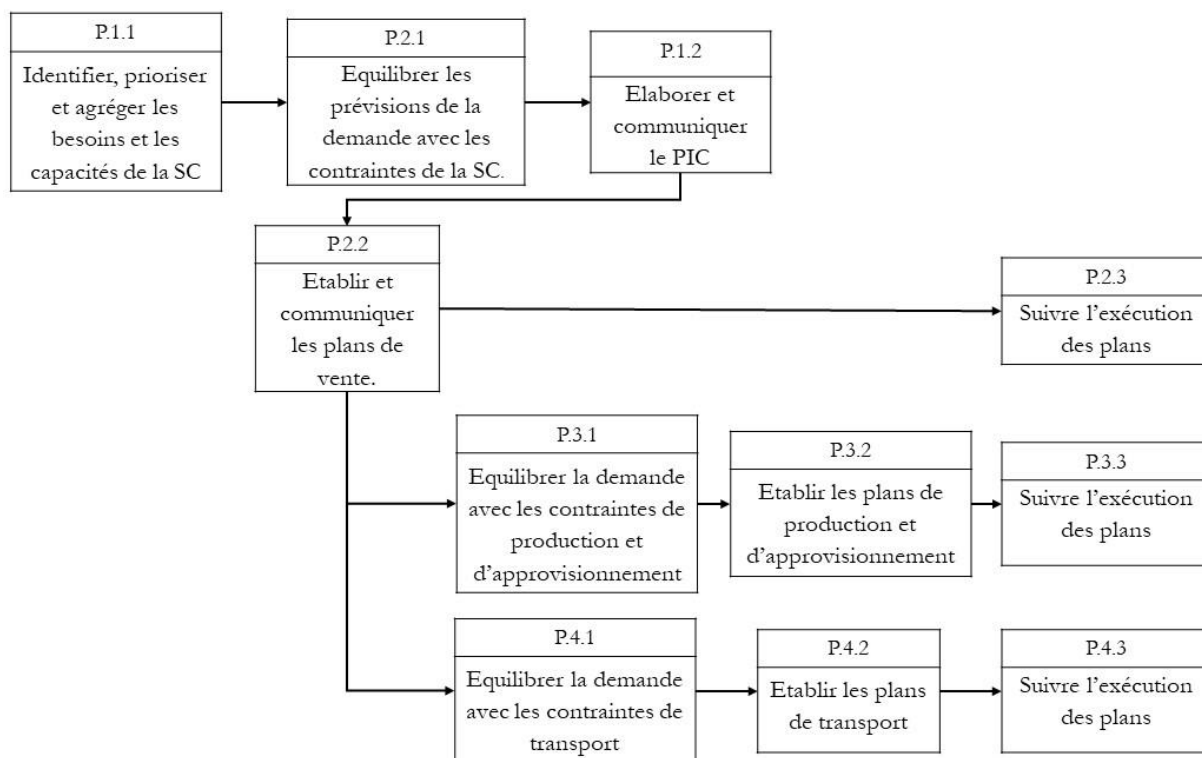 P.1.1
Identifier, prioriser
et agréger les
besoins et les
capacités de la SC
P.2.1
Equilibrer les
prévisions de la
demande avec les
contraintes de la SC.
P.1.2
Elaborer et
communiquer
le PIC
P.2.2
Etablir et
communiquer
les plans de
vente.
P.2.3
Suivre l’exécution
des plans
P.3.1
Equilibrer la demande
avec les contraintes de
production et
d’approvisionnement
P.3.2
Etablir les plans de
production et
d’approvisionnement
P.3.3
Suivre l’exécution
des plans
P.4.1
Equilibrer la demande
avec les contraintes de
transport
P.4.2
Etablir les plans
de transport
P.4.3
Suivre l’exécution
des plans